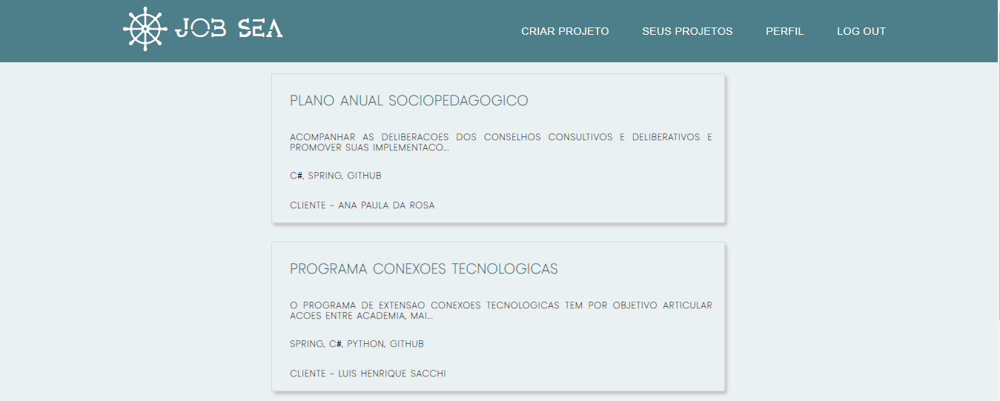 JOB SEA
CRIAR PROJETO SEUS PROJETOS PERFIL LOG OUT
PLANO ANUAL SOCIOPEDAGOGICO
ACOMPANHAR AS DELIBERACOES DOS CONSELHOS CONSULTIVOS E DELIBERATIVOS E
PROMOVER SUAS IMPLEMENTACO...
C#, SPRING, GITHUB
CLIENTE - ANA PAULA DA ROSA
PROGRAMA CONEXOES TECNOLOGICAS
O PROGRAMA DE EXTENSAO CONEXOES TECNOLOGICAS TEM POR OBJETIVO ARTICULAR
ACOES ENTRE ACADEMIA, MAI...
SPRING, C#, PYTHON, GITHUB
CLIENTE - LUIS HENRIQUE SACCHI